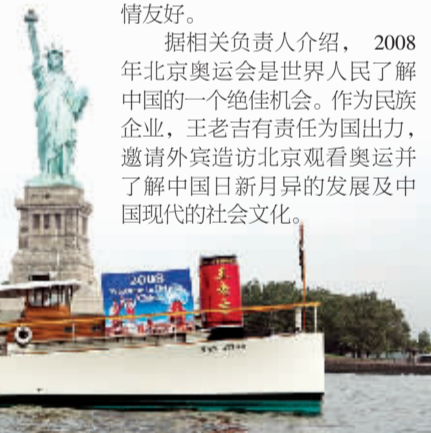 情友好。
据相关负责人介绍， 2008
年北京奥运会是世界人民了解
中国的一个绝佳机会。作为民族
企业，王老吉有责任为国出力，
邀请外宾造访北京观看奥运并
了解中国日新月异的发展及中
国现代的社会文化。
2008
王老吉